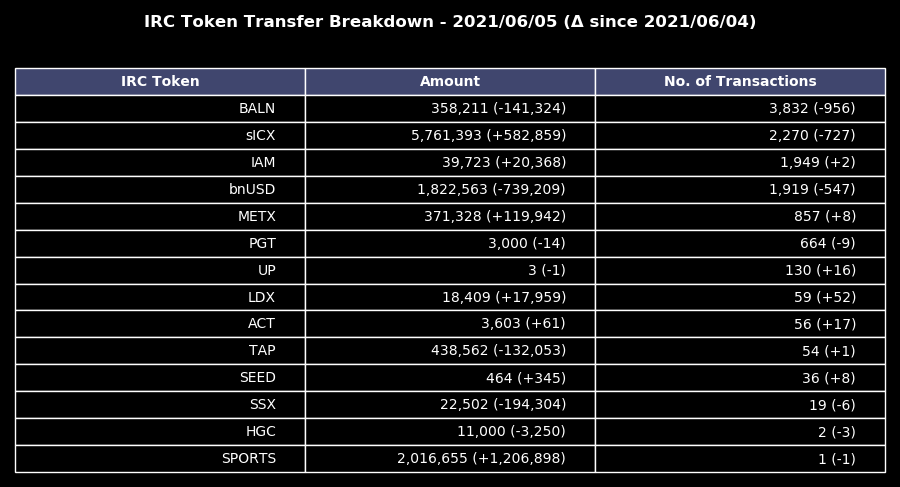 IRC Token Transfer Breakdown - 2021/06/05 (Δ since 2021/06/04)
IRC Token Amount No. of Transactions
BALN 358,211 (-141,324) 3,832 (-956)
sICX 5,761,393 (+582,859) 2,270 (-727)
IAM 39,723 (+20,368) 1,949 (+2)
bnUSD 1,822,563 (-739,209) 1,919 (-547)
METX 371,328 (+119,942) 857 (+8)
PGT 3,000 (-14) 664 (-9)
UP 3 (-1) 130 (+16)
LDX 18,409 (+17,959) 59 (+52)
ACT 3,603 (+61) 56 (+17)
TAP 438,562 (-132,053) 54 (+1)
SEED 464 (+345) 36 (+8)
SSX 22,502 (-194,304) 19 (-6)
HGC 11,000 (-3,250) 2 (-3)
SPORTS 2,016,655 (+1,206,898) 1 (-1)